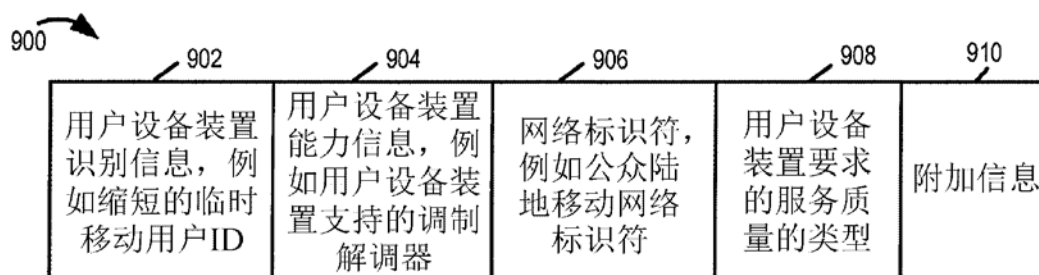 900
902
904
906
908
910
用户设备装置
识别信息，例
如缩短的临时
移动用户ID
用户设备装置
能力信息，例
如用户设备装
置支持的调制
解调器
网络标识符，
例如公众陆
地移动网络
标识符
用户设备
装置要求
的服务质
量的类型
附加信息